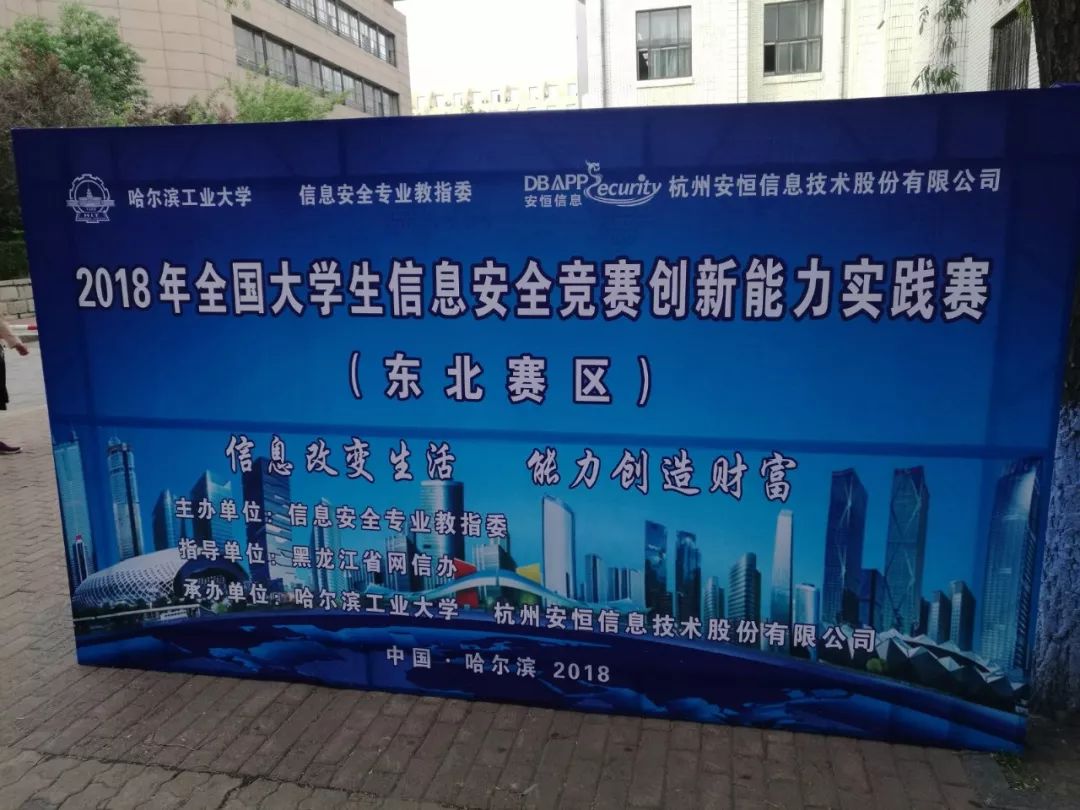 哈尔滨工业大学 信息安全专业教指委 DBAPPSecurity 安恒信息 杭州安恒信息技术股份有限公司
2018年全国大学生信息安全竞赛创新能力实践赛
(东北赛区)
信息改变生活 能力创造财富
主办单位:信息安全专业教指委
指导单位:黑龙江省网信办
承办单位:哈尔滨工业大学 杭州安恒信息技术股份有限公司
中国·哈尔滨 2018